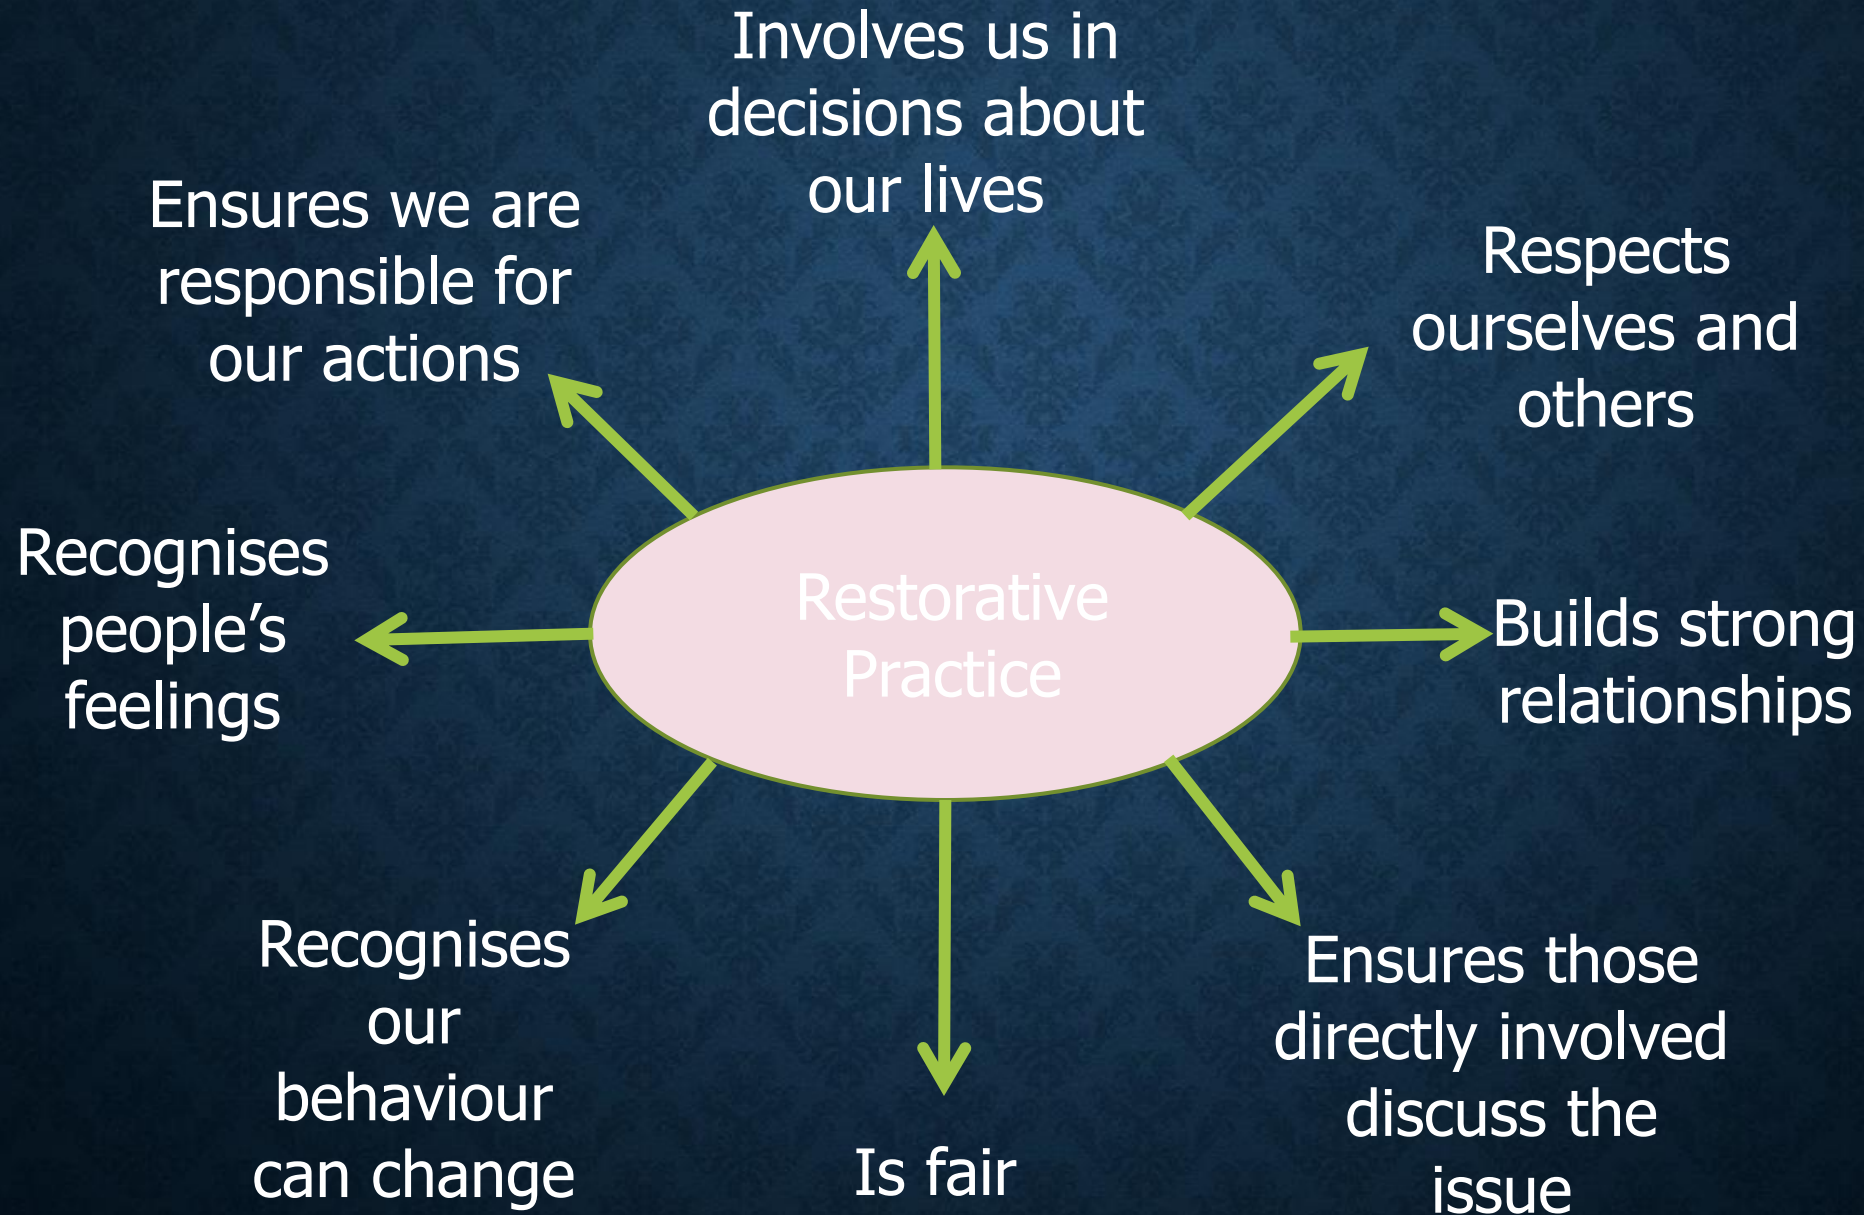 Involves us in
decisions about
our lives
Ensures we are
responsible for
our actions
Respects
ourselves and
others
Recognises
people’s
feelings
Restorative
Practice
Builds strong
relationships
Recognises
our
behaviour
can change
Is fair
Ensures those
directly involved
discuss the
issue